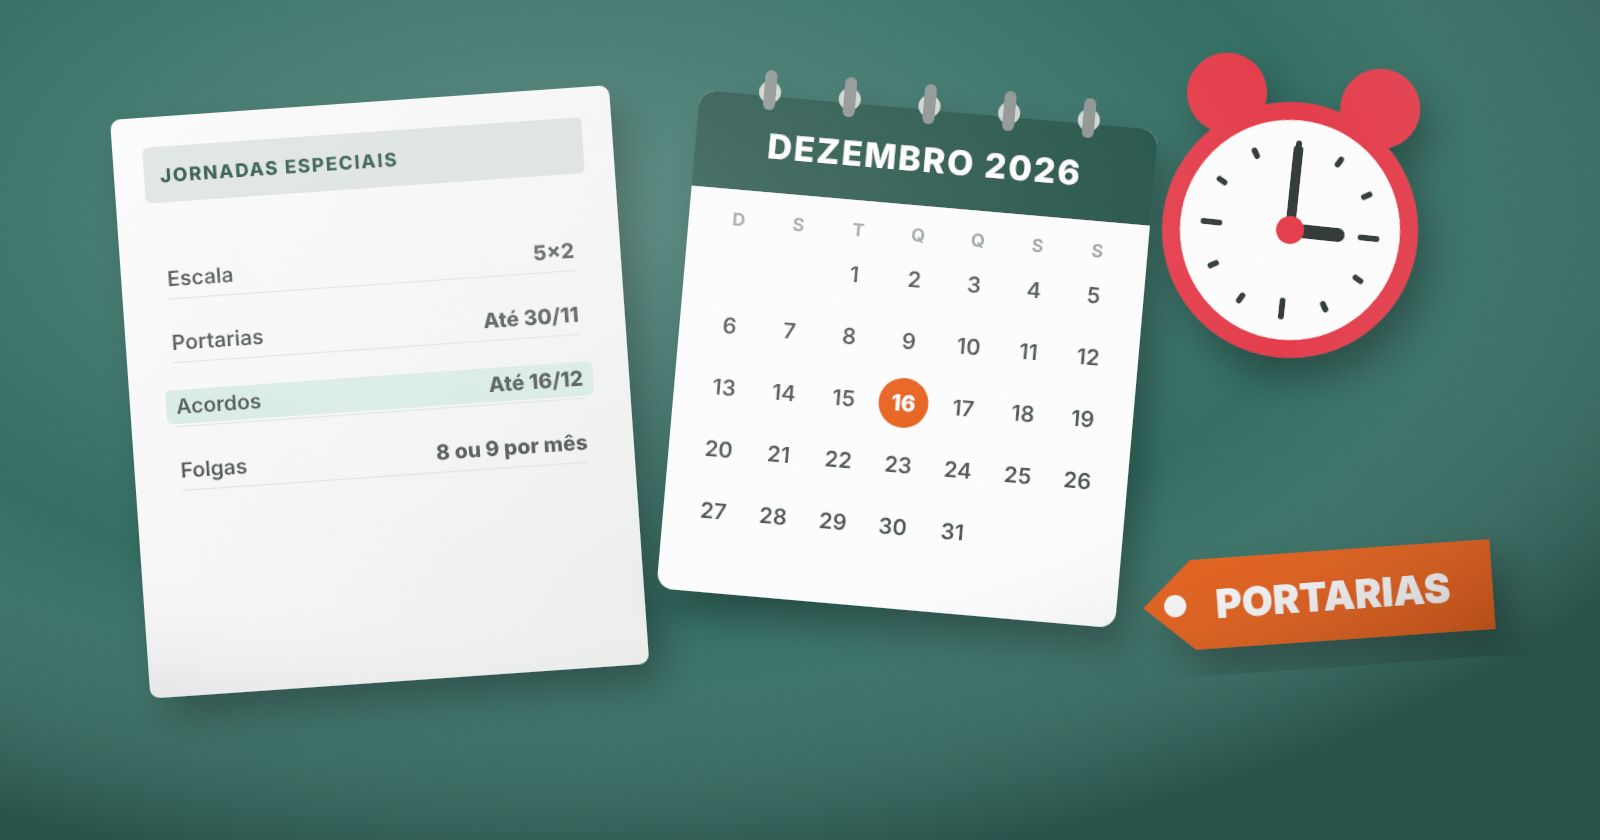 JORNADAS ESPECIAIS
Escala 5×2
Portarias Até 30/11
Acordos Até 16/12
Folgas 8 ou 9 por mês
DEZEMBRO 2026
D S T Q Q S S
1 2 3 4 5
6 7 8 9 10 11 12
13 14 15 16 17 18 19
20 21 22 23 24 25 26
27 28 29 30 31
PORTARIAS